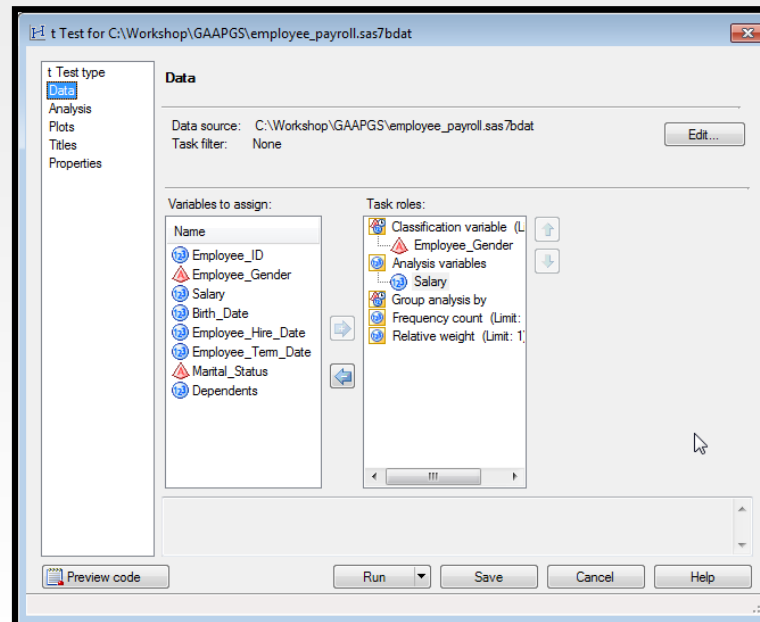 t Test for C:\Workshop\GAAPGS\employee_payroll.sas7bdat
t Test type
Data
Analysis
Plots
Titles
Properties
Data
Data source: C:\Workshop\GAAPGS\employee_payroll.sas7bdat
Task filter: None
Edit...
Variables to assign:
Name
Employee_ID
Employee_Gender
Salary
Birth_Date
Employee_Hire_Date
Employee_Term_Date
Marital_Status
Dependents
Task roles:
Classification variable (L
Employee_Gender
Analysis variables
Salary
Group analysis by
Frequency count (Limit:
Relative weight (Limit: 1
Preview code
Run
Save
Cancel
Help